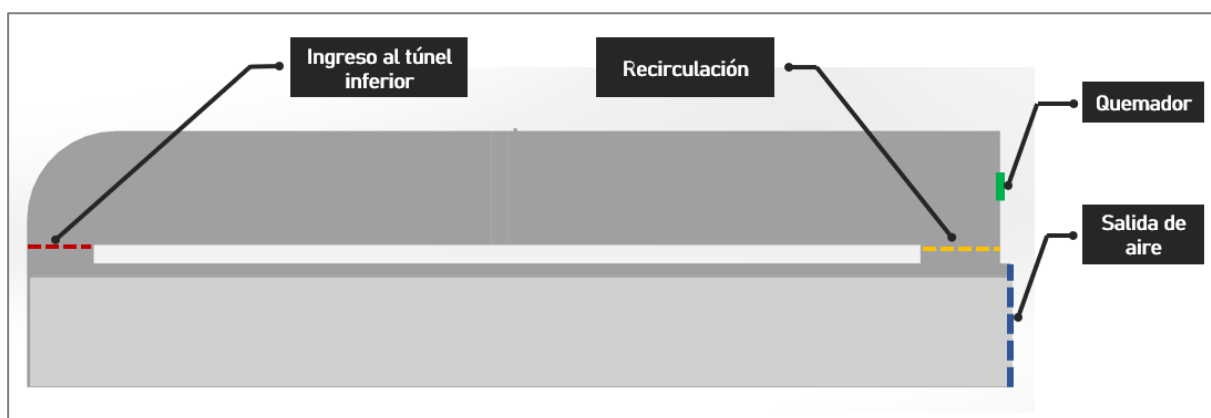 Ingreso al túnel
inferior
Recirculación
Quemador
Salida de
aire